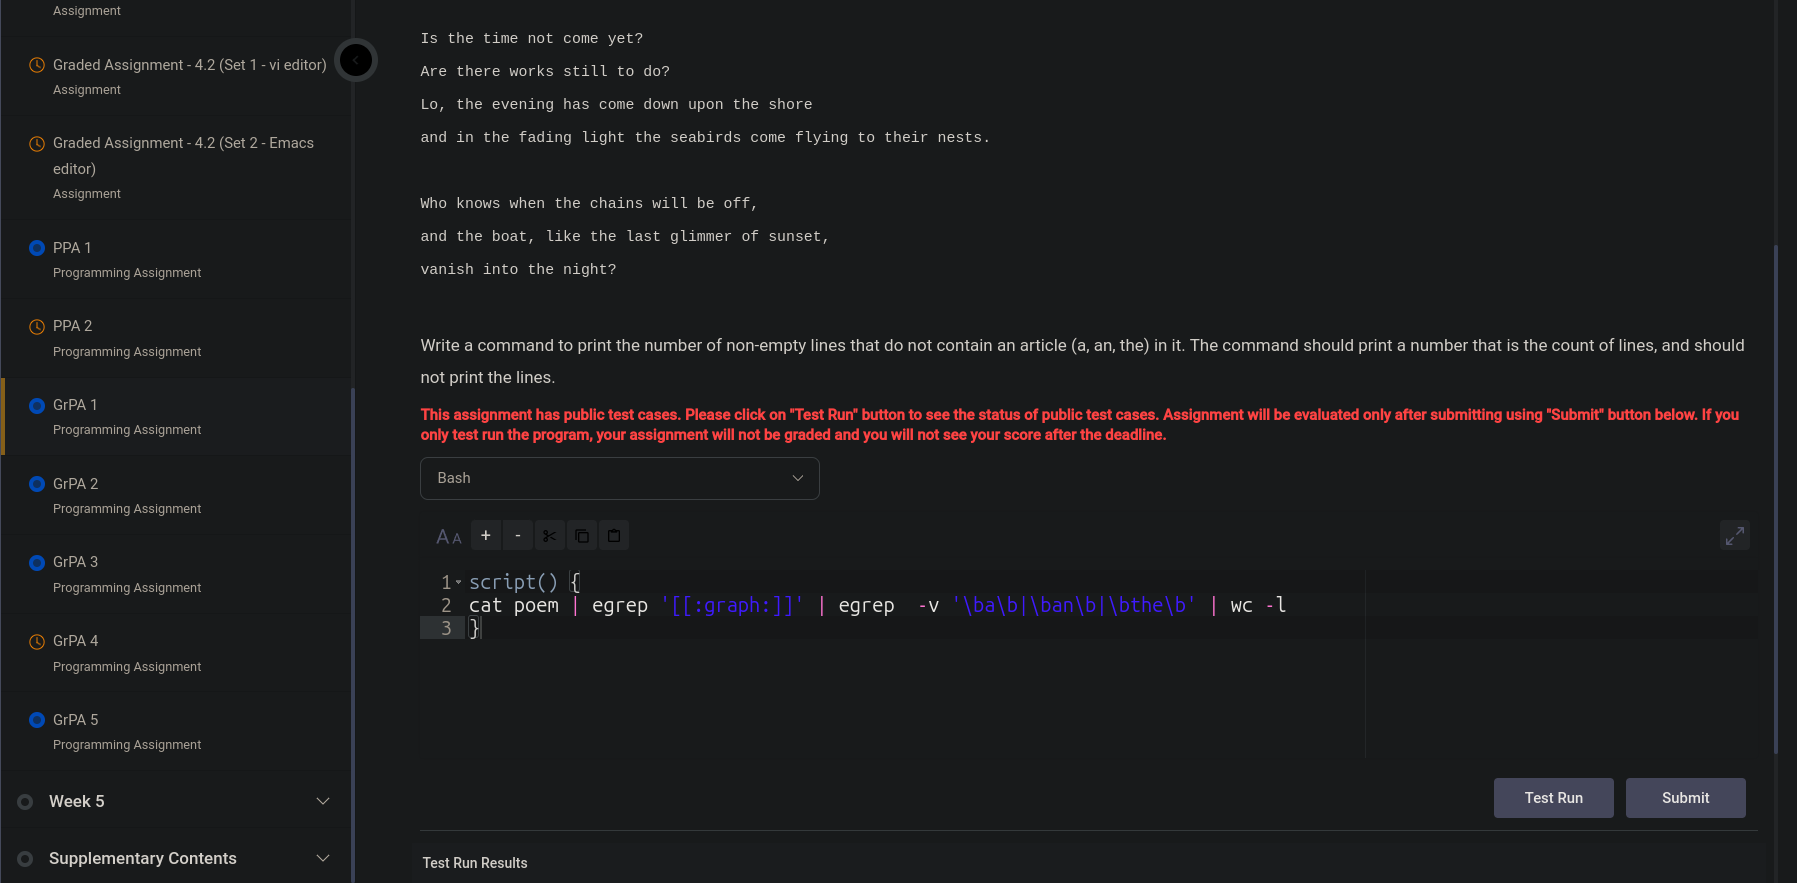 Assignment
Graded Assignment - 4.2 (Set 1 - vi editor)
Assignment
Graded Assignment - 4.2 (Set 2 - Emacs
editor)
Assignment
PPA 1
Programming Assignment
PPA 2
Programming Assignment
GrPA 1
Programming Assignment
GrPA 2
Programming Assignment
GrPA 3
Programming Assignment
GrPA 4
Programming Assignment
GrPA 5
Programming Assignment
Week 5
Supplementary Contents
Is the time not come yet?
Are there works still to do?
Lo, the evening has come down upon the shore
and in the fading light the seabirds come flying to their nests.
Who knows when the chains will be off,
and the boat, like the last glimmer of sunset,
vanish into the night?
Write a command to print the number of non-empty lines that do not contain an article (a, an, the) in it. The command should print a number that is the count of lines, and should
not print the lines.
This assignment has public test cases. Please click on "Test Run" button to see the status of public test cases. Assignment will be evaluated only after submitting using "Submit" button below. If you
only test run the program, your assignment will not be graded and you will not see your score after the deadline.
Bash
AA + -
1 script() {
2 cat poem | egrep '[[:graph:]]' | egrep  -v '\ba\b|\ban\b|\bthe\b' | wc -l
3 }
Test Run Submit
Test Run Results